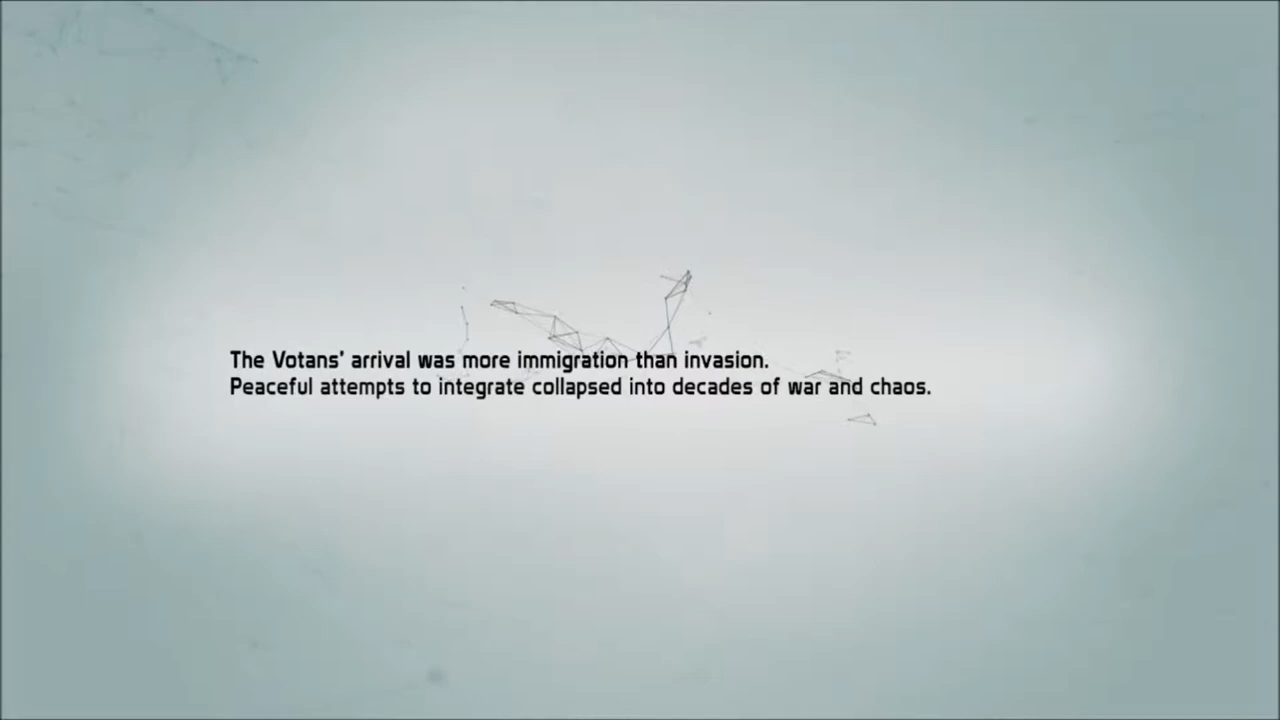 The Votans' arrival was more immigration than invasion.
Peaceful attempts to integrate collapsed into decades of war and chaos.